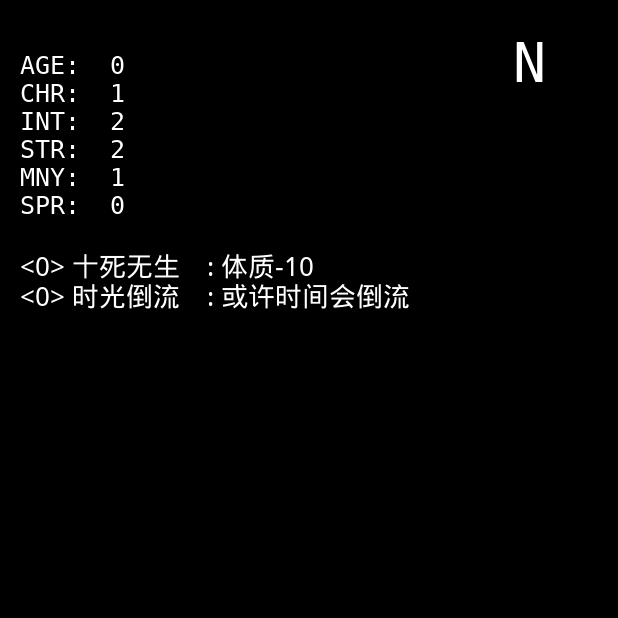 N
AGE: 0
CHR: 1
INT: 2
STR: 2
MNY: 1
SPR: 0
<0> 十死无生 : 体质-10
<0> 时光倒流 : 或许时间会倒流